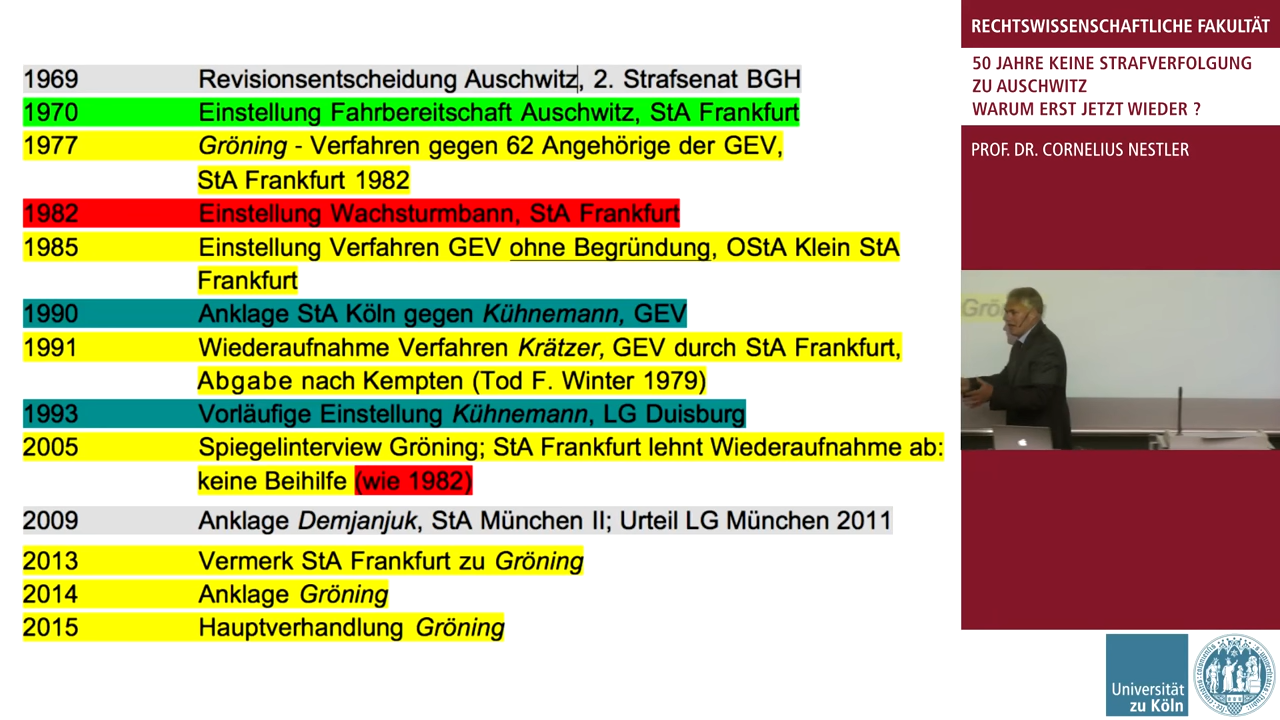 1969 Revisionsentscheidung Auschwitz, 2. Strafsenat BGH
1970 Einstellung Fahrbereitschaft Auschwitz, StA Frankfurt
1977 Gröning - Verfahren gegen 62 Angehörige der GEV,
StA Frankfurt 1982
1982 Einstellung Wachsturmbann, StA Frankfurt
1985 Einstellung Verfahren GEV ohne Begründung, OStA Klein StA
Frankfurt
1990 Anklage StA Köln gegen Kühnemann, GEV
1991 Wiederaufnahme Verfahren Krätzer, GEV durch StA Frankfurt,
Abgabe nach Kempten (Tod F. Winter 1979)
1993 Vorläufige Einstellung Kühnemann, LG Duisburg
2005 Spiegelinterview Gröning; StA Frankfurt lehnt Wiederaufnahme ab:
keine Beihilfe (wie 1982)
2009 Anklage Demjanjuk, StA München II; Urteil LG München 2011
2013 Vermerk StA Frankfurt zu Gröning
2014 Anklage Gröning
2015 Hauptverhandlung Gröning
RECHTSWISSENSCHAFTLICHE FAKULTÄT
50 JAHRE KEINE STRAFVERFOLGUNG
ZU AUSCHWITZ
WARUM ERST JETZT WIEDER ?
PROF. DR. CORNELIUS NESTLER
Universität
zu Köln